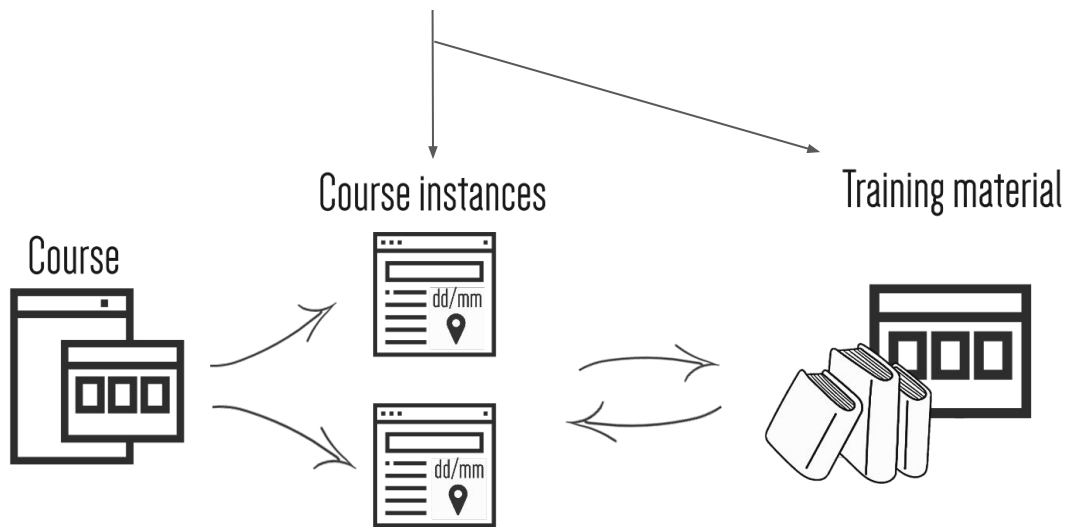 Course instances
Training material
Course
dd/mm
dd/mm